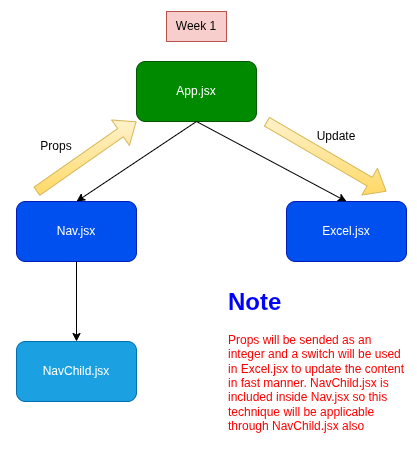 Week 1
App.jsx
Props
Update
Nav.jsx
Excel.jsx
Note
Props will be sended as an
integer and a switch will be used
in Excel.jsx to update the content
in fast manner. NavChild.jsx is
included inside Nav.jsx so this
technique will be applicable
through NavChild.jsx also
NavChild.jsx